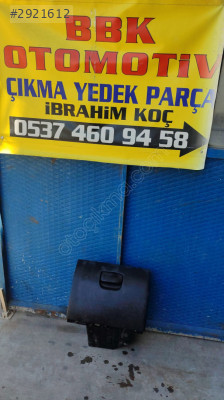 #2921612
BBK
OTOMOTİV
ÇIKMA YEDEK PARÇA
İBRAHİM KOÇ
0537 460 94 58